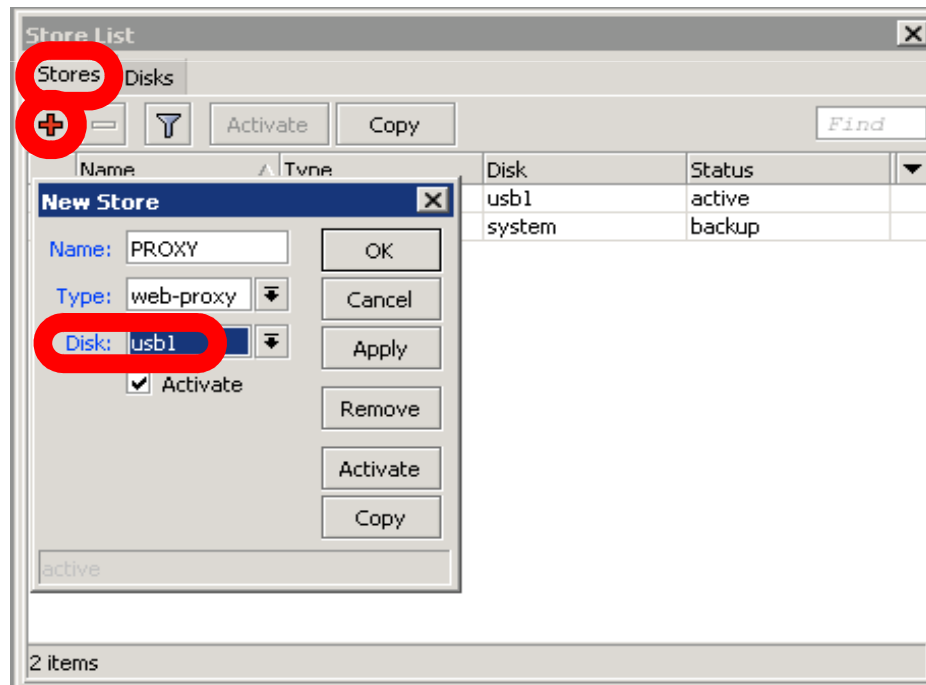 Store List
Stores Disks
Activate Copy Find
Name Type Disk Status
usb1 active
system backup
New Store
Name: PROXY OK
Type: web-proxy Cancel
Disk: usb1 Apply
Activate
Remove
Activate
Copy
active
2 items